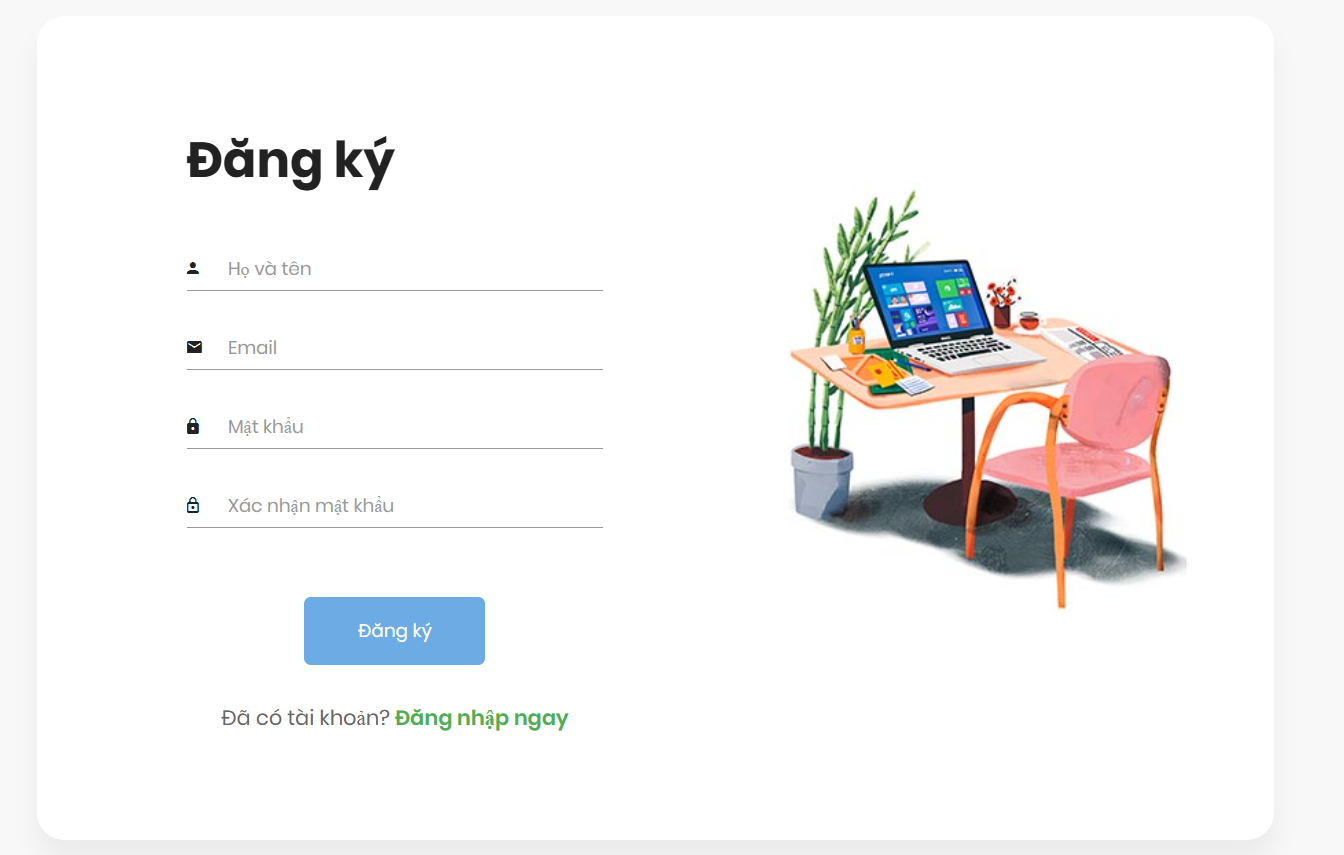 Đăng ký
Họ và tên
Email
Mật khẩu
Xác nhận mật khẩu
Đăng ký
Đã có tài khoản? Đăng nhập ngay